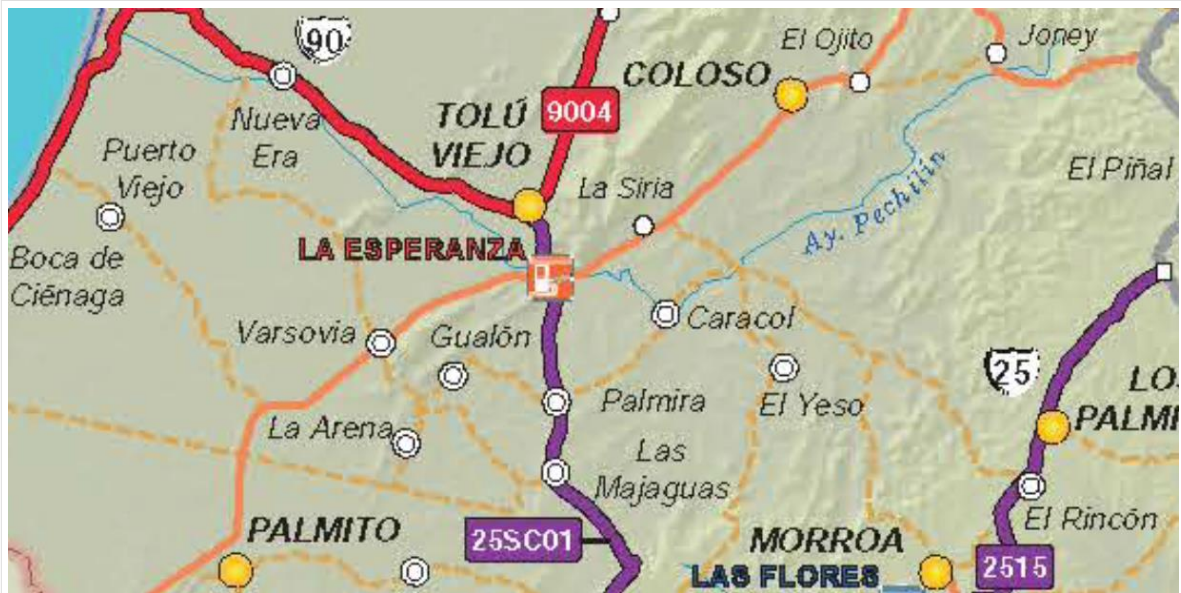 90
El Ojito
Joney
COLOSO
TOLÚ
VIEJO
9004
Nueva
Era
Puerto
Viejo
La Siria
El Piñal
Ay. Pechilín
LA ESPERANZA
Boca de
Ciénaga
Varsovia
Gualón
Caracol
25
Palmira
El Yeso
La Arena
Las
Majaguas
El Rincón
PALMITO
25SC01
MORROA
LAS FLORES
2515